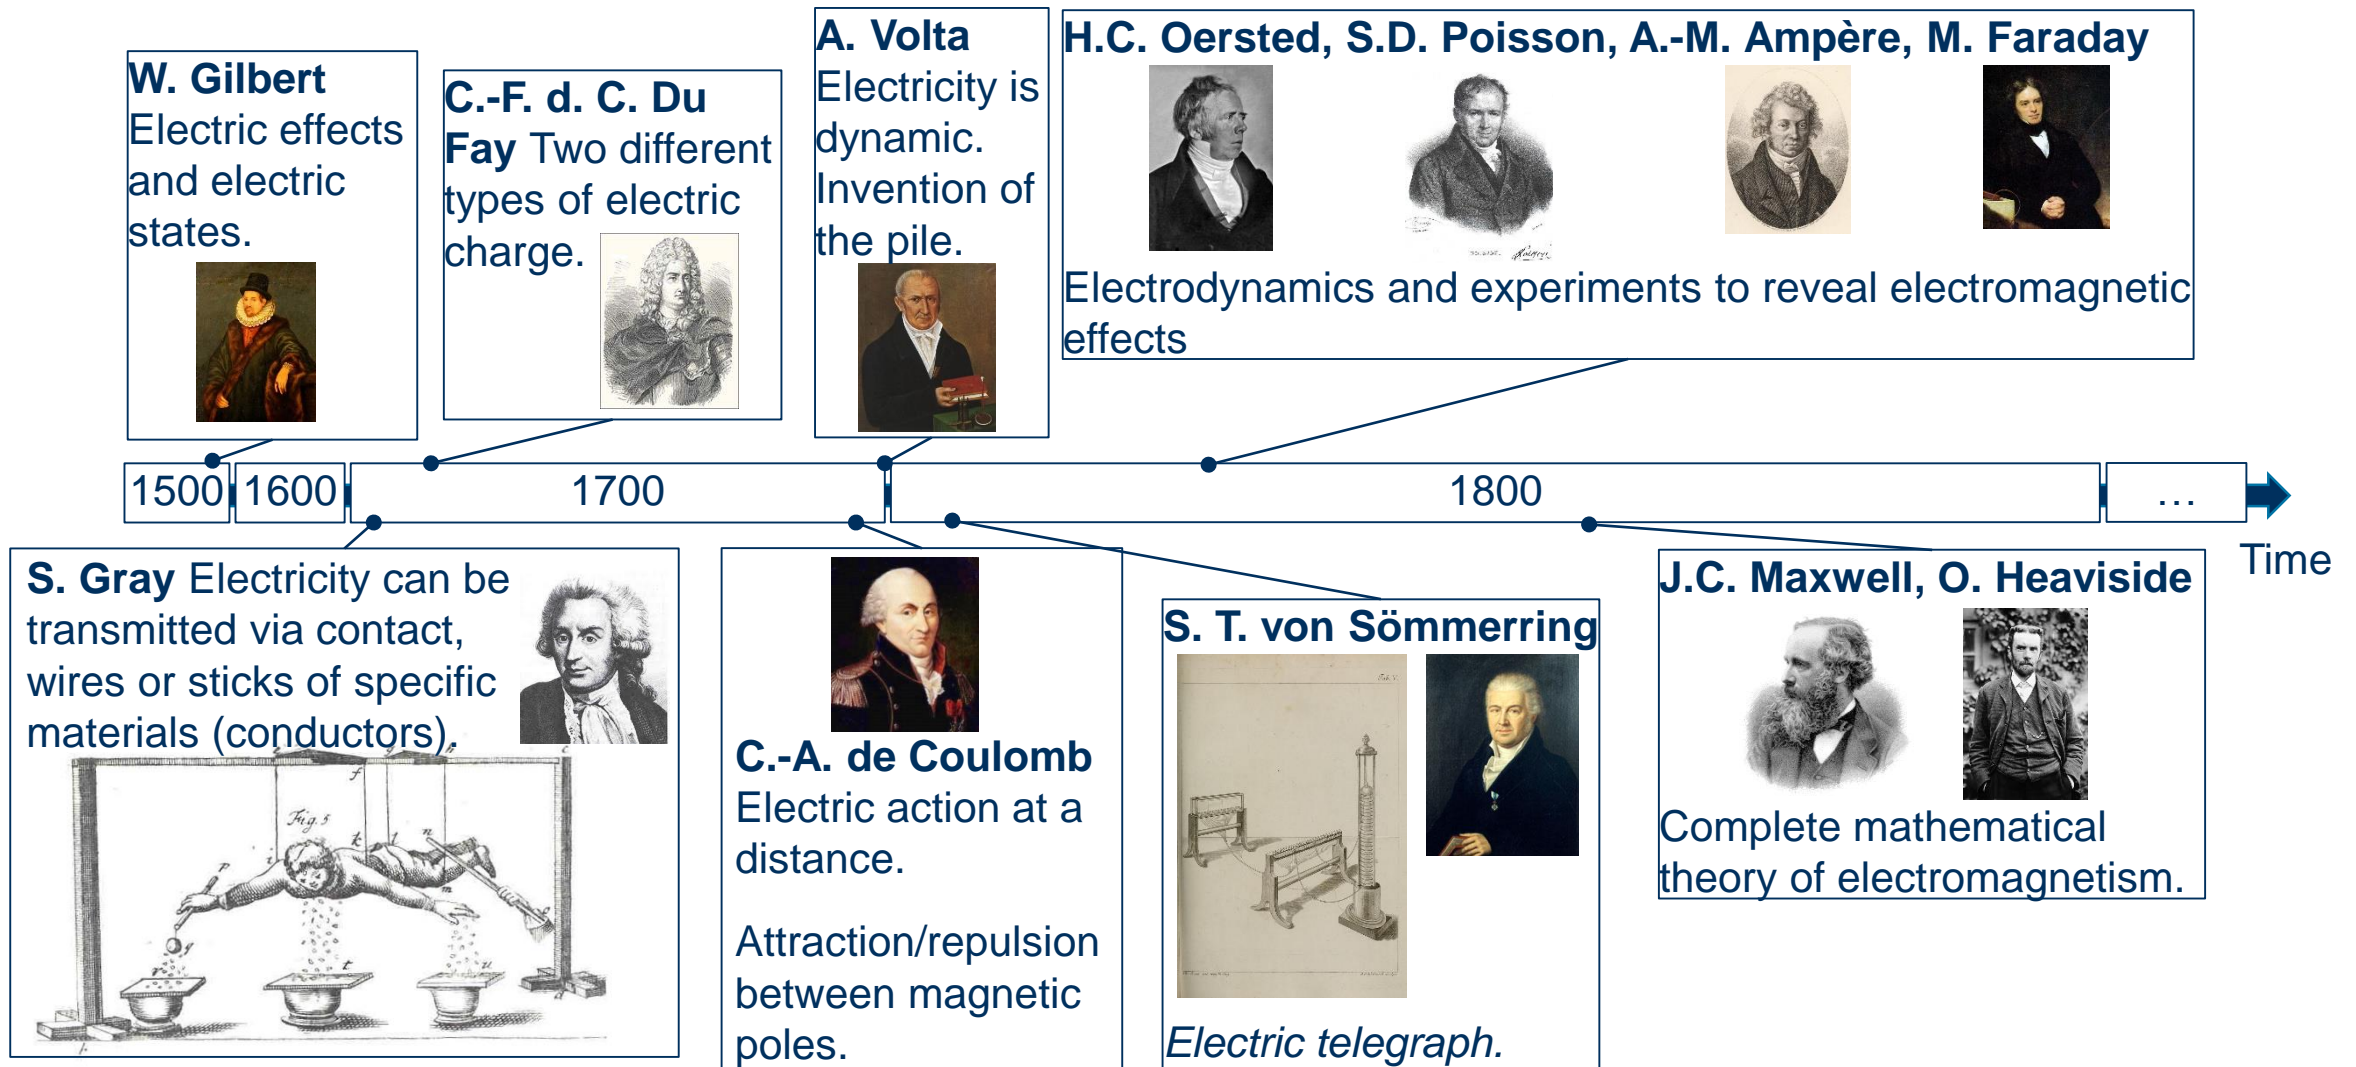 W. Gilbert
Electric effects
and electric
states.
C.-F. d. C. Du
Fay Two different
types of electric
charge.
A. Volta
Electricity is
dynamic.
Invention of
the pile.
H.C. Oersted, S.D. Poisson, A.-M. Ampère, M. Faraday
Electrodynamics and experiments to reveal electromagnetic
effects
1500
1600
1700
1800
…
Time
S. Gray Electricity can be
transmitted via contact,
wires or sticks of specific
materials (conductors).
Fig. 5
C.-A. de Coulomb
Electric action at a
distance.
Attraction/repulsion
between magnetic
poles.
S. T. von Sömmerring
Electric telegraph.
J.C. Maxwell, O. Heaviside
Complete mathematical
theory of electromagnetism.